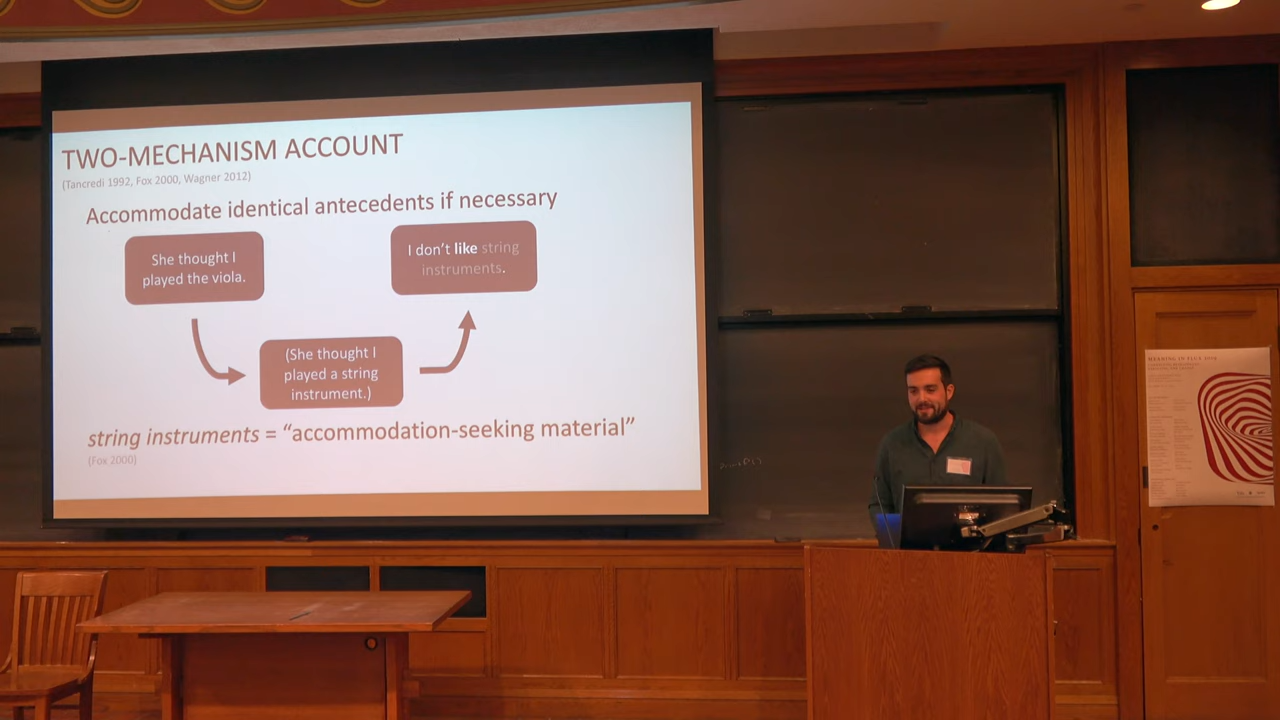 TWO-MECHANISM ACCOUNT
(Tancredi 1992, Fox 2000, Wagner 2012)
Accommodate identical antecedents if necessary
She thought I
played the viola.
I don't like string
instruments.
(She thought I
played a string
instrument.)
string instruments = “accommodation-seeking material”
(Fox 2000)